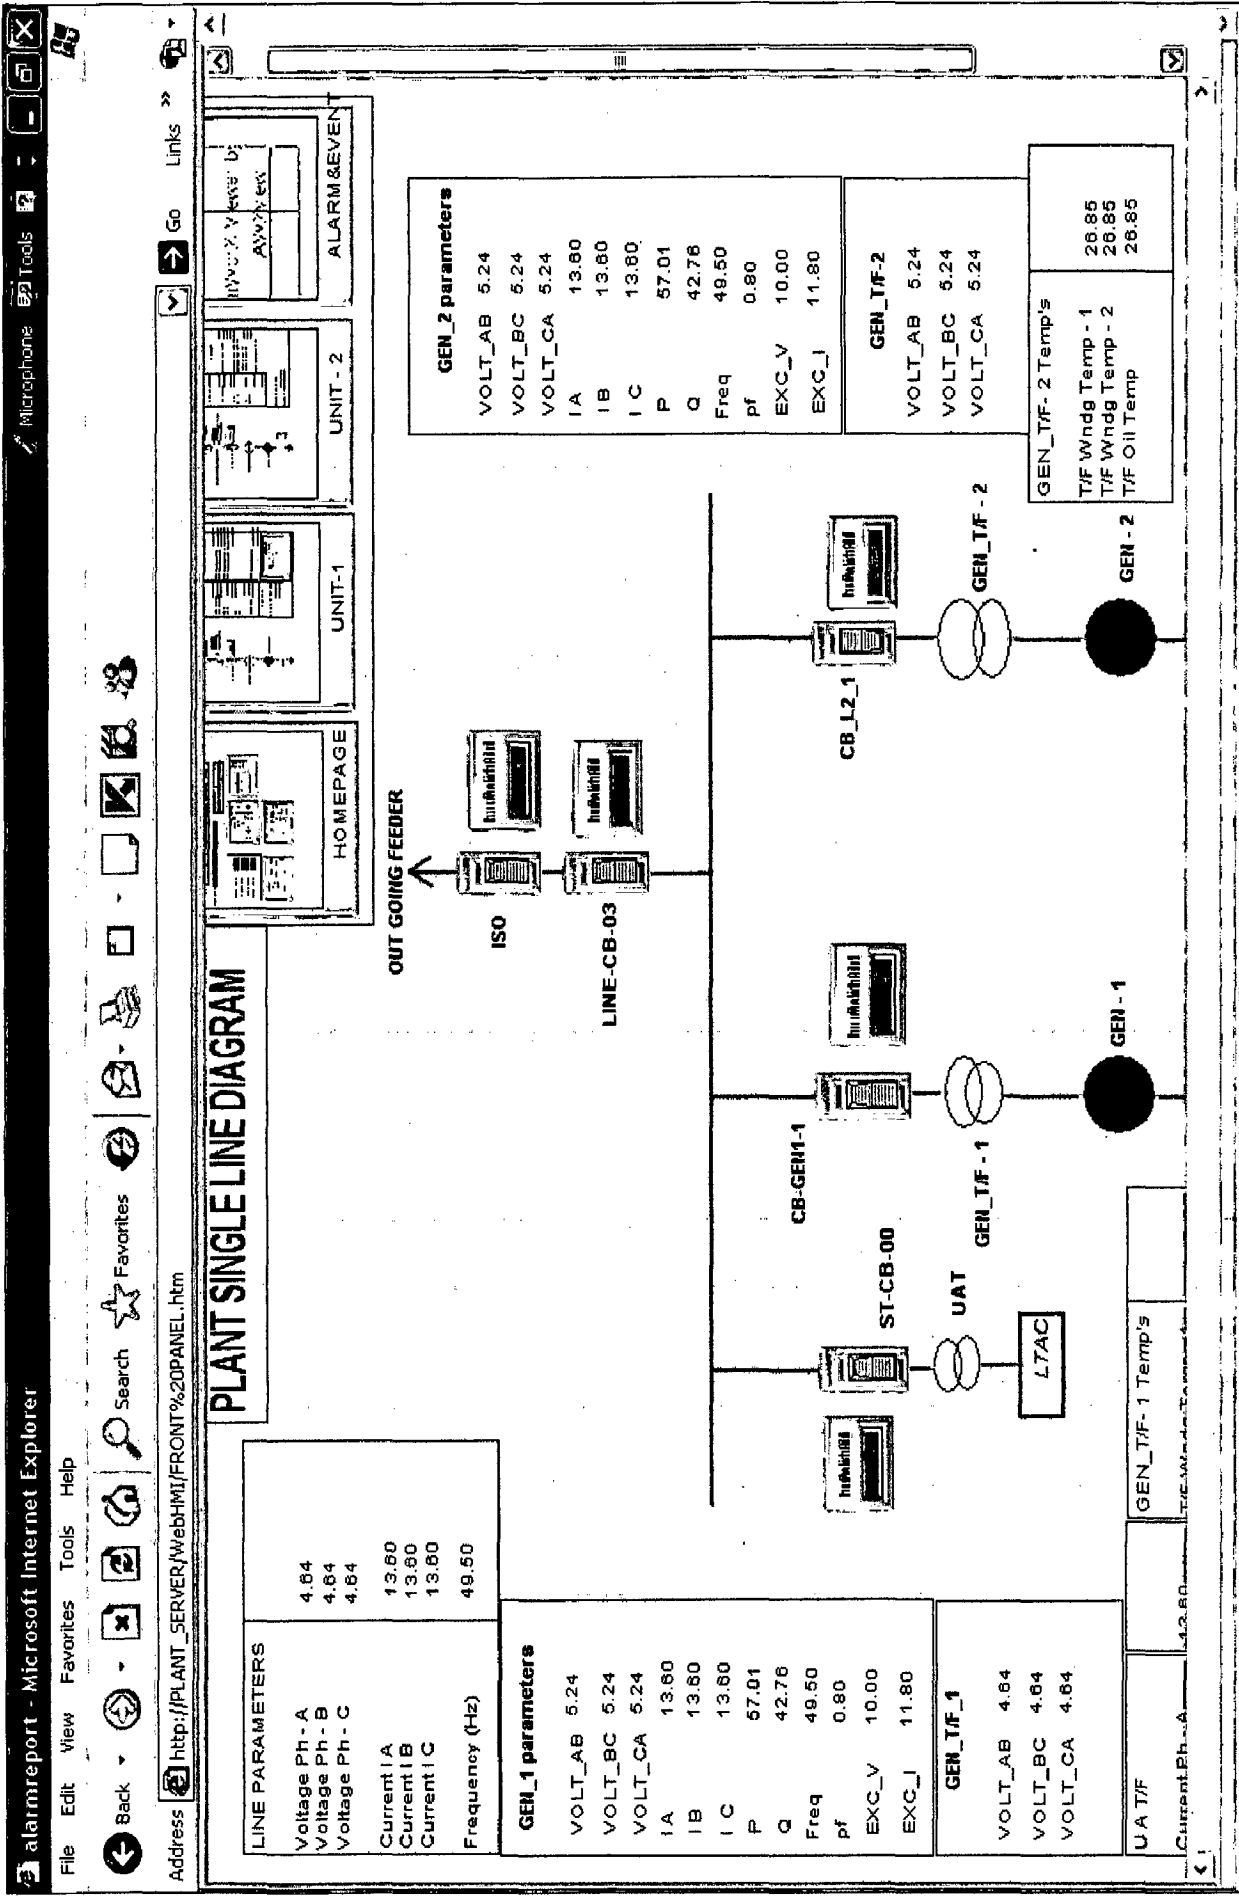 alarmreport - Microsoft Internet Explorer
Microphone Tools
File Edit View Favorites Tools Help
Back Search Favorites
Address http://PLANT_SERVER/WebHMI/FRONT%20PANEL.htm Go Links »
PLANT SINGLE LINE DIAGRAM
HOMEPAGE
UNIT-1
UNIT - 2
ALARM&EVENT
LINE PARAMETERS
Voltage Ph - A 4.64
Voltage Ph - B 4.64
Voltage Ph - C 4.64
Current I A 13.60
Current I B 13.60
Current I C 13.60
Frequency (Hz) 49.50
GEN_1 parameters
VOLT_AB 5.24
VOLT_BC 5.24
VOLT_CA 5.24
I A 13.60
I B 13.60
I C 13.60
P 57.01
Q 42.76
Freq 49.50
pf 0.80
EXC_V 10.00
EXC_I 11.80
GEN_T/F_1
VOLT_AB 4.64
VOLT_BC 4.64
VOLT_CA 4.64
U A T/F
Current Ph - A 13.60
GEN_T/F- 1 Temp's
T/F Wndg Temp - 1
OUT GOING FEEDER
ISO
LINE-CB-03
ST-CB-00
UAT
LTAC
CB-GEN1-1
GEN_T/F - 1
GEN - 1
CB_L2_1
GEN_T/F - 2
GEN - 2
GEN_2 parameters
VOLT_AB 5.24
VOLT_BC 5.24
VOLT_CA 5.24
I A 13.60
I B 13.60
I C 13.60
P 57.01
Q 42.76
Freq 49.50
pf 0.80
EXC_V 10.00
EXC_I 11.80
GEN_T/F-2
VOLT_AB 5.24
VOLT_BC 5.24
VOLT_CA 5.24
GEN_T/F- 2 Temp's
T/F Wndg Temp - 1 26.85
T/F Wndg Temp - 2 26.85
T/F Oil Temp 26.85